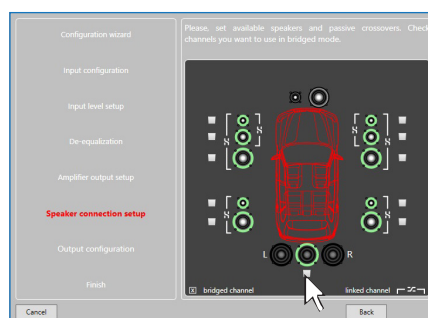 Configuration wizard
Input configuration
Input level setup
De-equalization
Amplifier output setup
Speaker connection setup
Output configuration
Finish
Please, set available speakers and passive crossovers. Check
channels you want to use in bridged mode.
L R
x bridged channel linked channel
Cancel Back